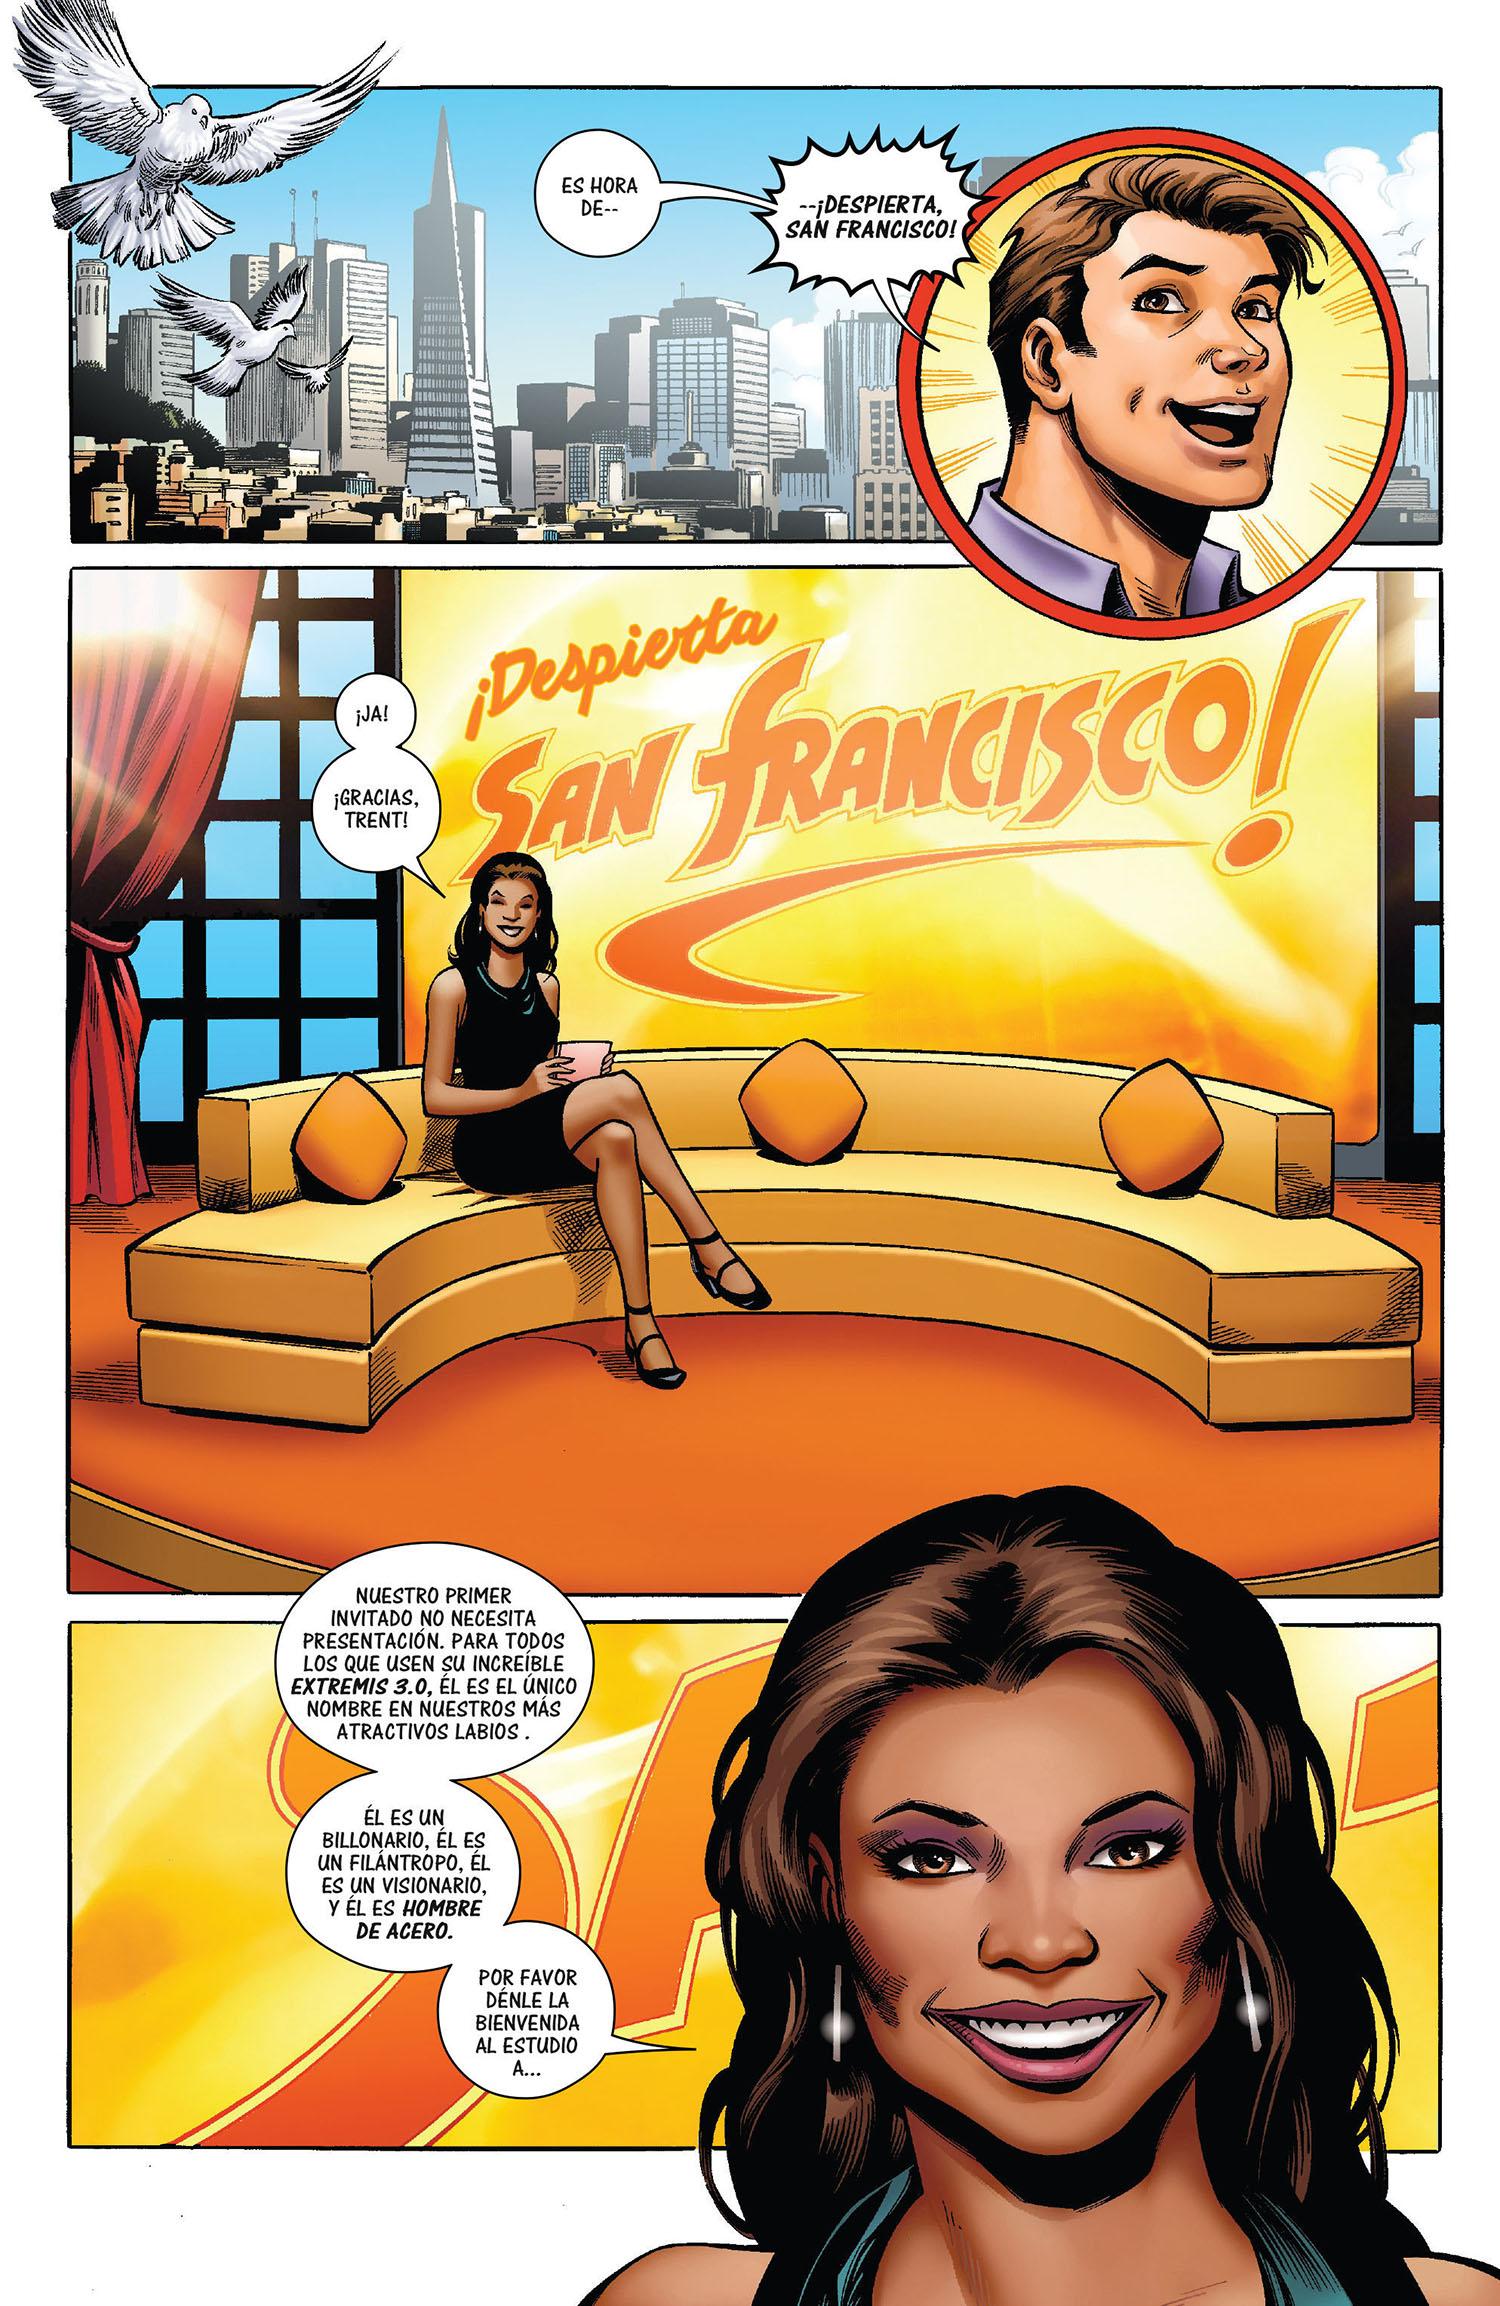 ES HORA
DE--
--¡DESPIERTA,
SAN FRANCISCO!
¡Despierta
SAN FRANCISCO!
¡JA!
¡GRACIAS,
TRENT!
NUESTRO PRIMER
INVITADO NO NECESITA
PRESENTACIÓN. PARA TODOS
LOS QUE USEN SU INCREÍBLE
EXTREMIS 3.0, ÉL ES EL ÚNICO
NOMBRE EN NUESTROS MÁS
ATRACTIVOS LABIOS .
ÉL ES UN
BILLONARIO, ÉL ES
UN FILÁNTROPO, ÉL
ES UN VISIONARIO,
Y ÉL ES HOMBRE
DE ACERO.
POR FAVOR
DÉNLE LA
BIENVENIDA
AL ESTUDIO
A...